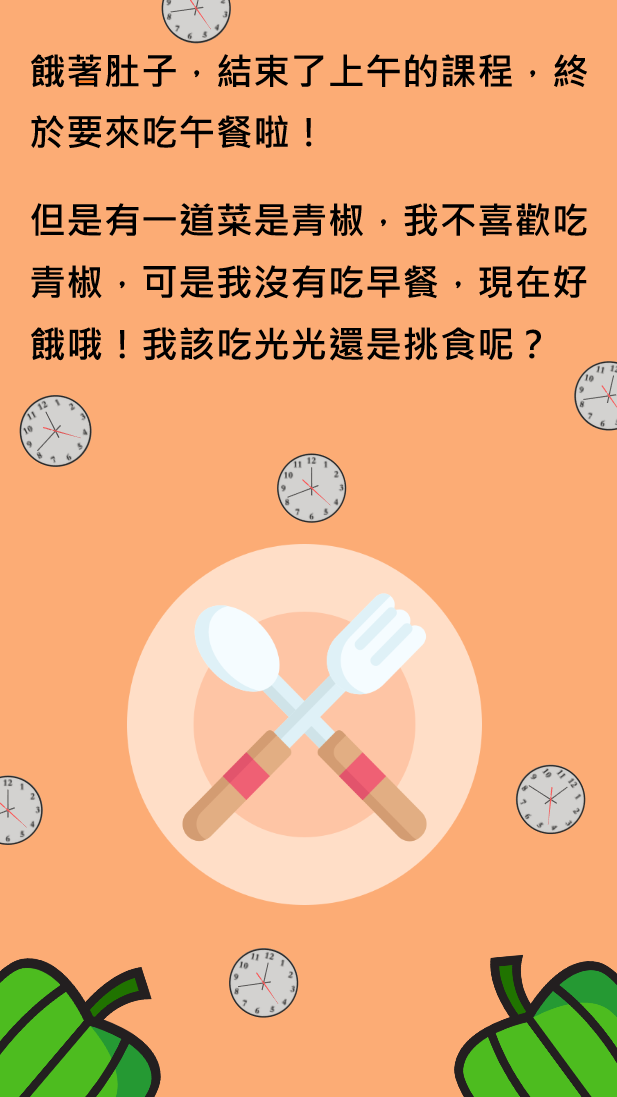 餓著肚子，結束了上午的課程，終
於要來吃午餐啦！
但是有一道菜是青椒，我不喜歡吃
青椒，可是我沒有吃早餐，現在好
餓哦！我該吃光光還是挑食呢？